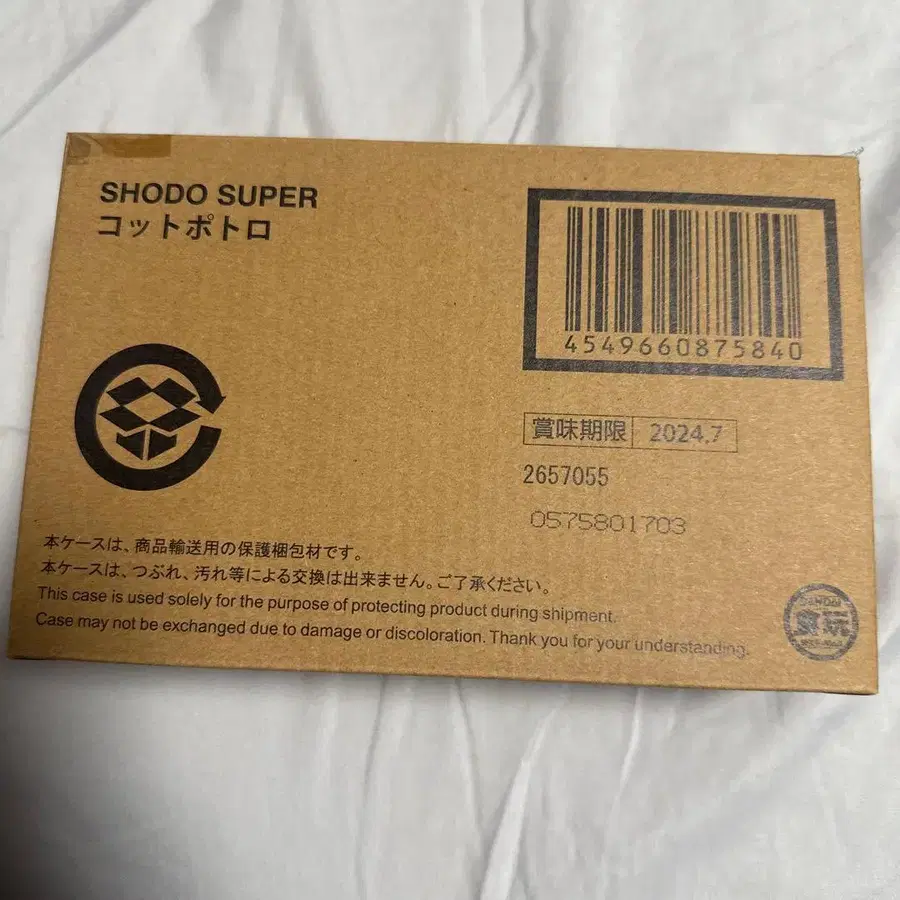 SHODO SUPER
コットポトロ
4549660875840
賞味期限 2024.7
2657055
0575801703
本ケースは、商品輸送用の保護梱包材です。
本ケースは、つぶれ、汚れ等による交換は出来ません。ご了承ください。
This case is used solely for the purpose of protecting product during shipment.
Case may not be exchanged due to damage or discoloration. Thank you for your understanding.
BANDAI
食玩